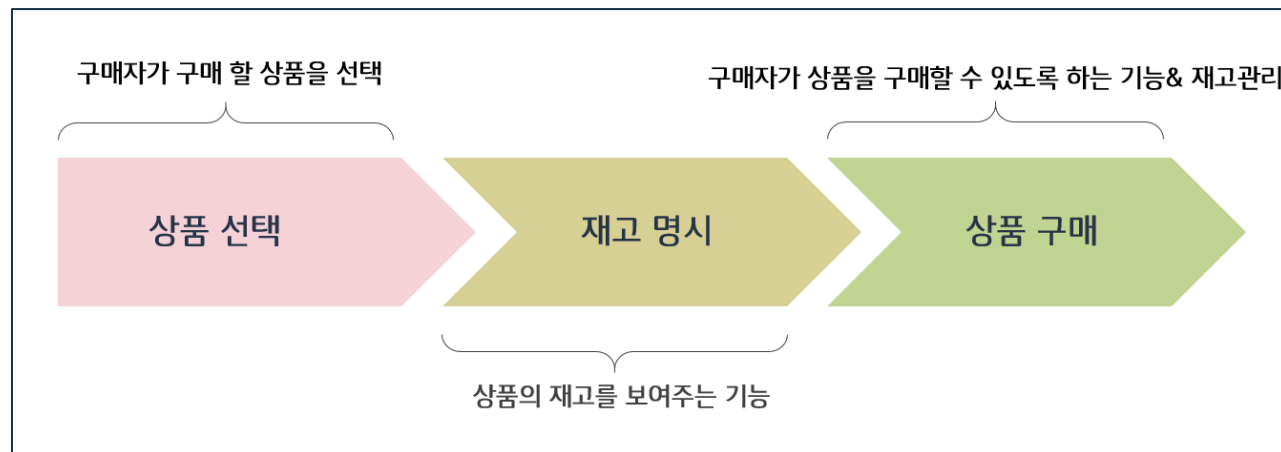 구매자가 구매 할 상품을 선택
구매자가 상품을 구매할 수 있도록 하는 기능& 재고관리
상품 선택
재고 명시
상품 구매
상품의 재고를 보여주는 기능